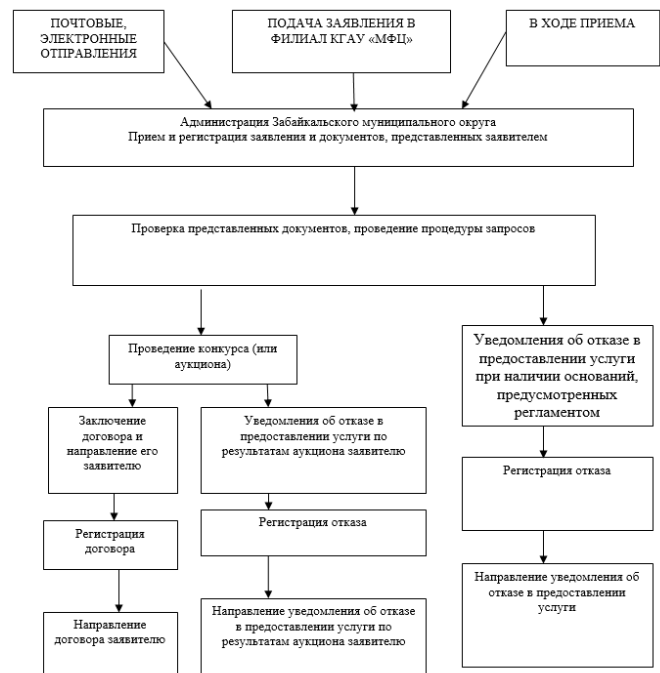 ПОЧТОВЫЕ,
ЭЛЕКТРОННЫЕ
ОТПРАВЛЕНИЯ
ПОДАЧА ЗАЯВЛЕНИЯ В
ФИЛИАЛ КГАУ «МФЦ»
В ХОДЕ ПРИЕМА
Администрация Забайкальского муниципального округа
Прием и регистрация заявления и документов, представленных заявителем
Проверка представленных документов, проведение процедуры запросов
Проведение конкурса (или
аукциона)
Уведомления об отказе в
предоставлении услуги
при наличии оснований,
предусмотренных
регламентом
Заключение
договора и
направление его
заявителю
Уведомления об отказе в
предоставлении услуги по
результатам аукциона заявителю
Регистрация отказа
Регистрация
договора
Регистрация отказа
Направление уведомления об
отказе в предоставлении
услуги
Направление
договора заявителю
Направление уведомления об отказе
в предоставлении услуги по
результатам аукциона заявителю